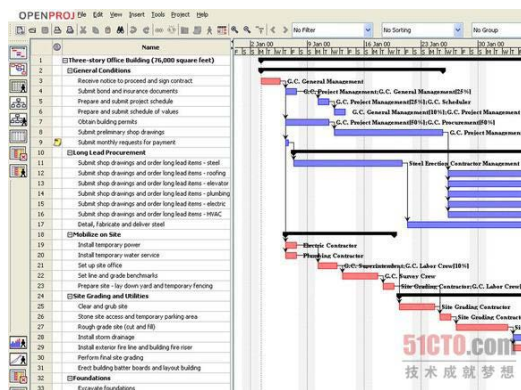 OPENPROJ File Edit View Insert Tools Project Help
No Filter No Sorting No Group
Name 2 Jan 00 9 Jan 00 16 Jan 00 23 Jan 00 30 Jan 00
1 Three-story Office Building (76,000 square feet)
2 General Conditions
3 Receive notice to proceed and sign contract G.C. General Management
4 Submit bond and insurance documents G.C. Project Management;G.C. General Management[25%]
5 Prepare and submit project schedule G.C. Project Management[25%];G.C. Scheduler
6 Prepare and submit schedule of values G.C. General Management[10%];G.C. Project Management
7 Obtain building permits G.C. Project Management[50%];G.C. Procurement[50%]
8 Submit preliminary shop drawings G.C. Project Management
9 Submit monthly requests for payment
10 Long Lead Procurement
11 Submit shop drawings and order long lead items - steel Steel Erection Contractor Management
12 Submit shop drawings and order long lead items - roofing
13 Submit shop drawings and order long lead items - elevator
14 Submit shop drawings and order long lead items - plumbing
15 Submit shop drawings and order long lead items - electric
16 Submit shop drawings and order long lead items - HVAC
17 Detail, fabricate and deliver steel
18 Mobilize on Site
19 Install temporary power Electric Contractor
20 Install temporary water service Plumbing Contractor
21 Set up site office G.C. Superintendent;G.C. Labor Crew[10%]
22 Set line and grade benchmarks G.C. Survey Crew
23 Prepare site - lay down yard and temporary fencing Site Grading Contractor;G.C. Labor Crew
24 Site Grading and Utilities
25 Clear and grub site Site Grading Contractor
26 Stone site access and temporary parking area Site Grading Contractor
27 Rough grade site (cut and fill) Si
28 Install storm drainage
29 Install exterior fire line and building fire riser
30 Perform final site grading
31 Erect building batter boards and layout building
32 Foundations
33 Excavate foundations
51CTO.com
技术成就梦想